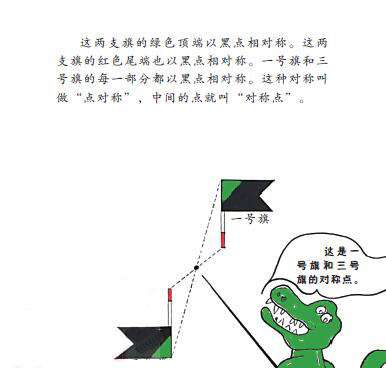 这两支旗的绿色顶端以黑点相对称。这两
支旗的红色尾端也以黑点相对称。一号旗和三
号旗的每一部分都以黑点相对称。这种对称叫
做“点对称”，中间的点就叫“对称点”。
一号旗
这是一
号旗和三号
旗的对称点。